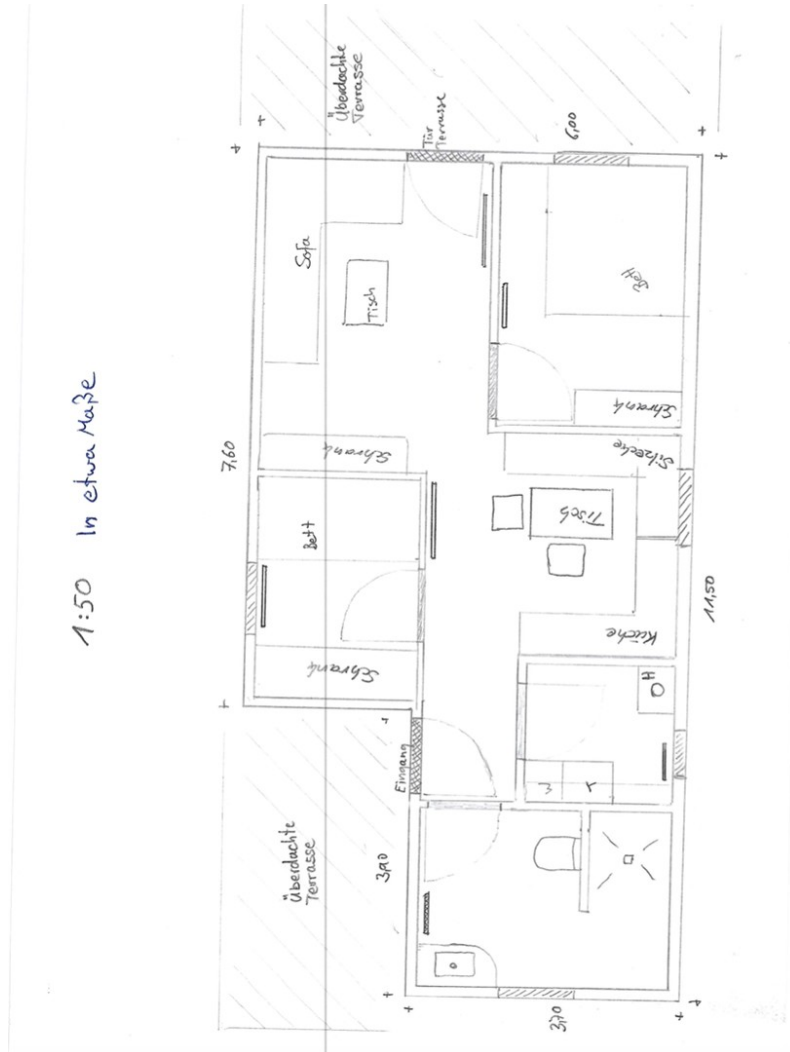 1:50 In etwa Maße
Überdachte
Terrasse
Tür
Terrasse
6,00
Sofa
Tisch
Bett
Schrank
Sitzecke
Schrank
7,60
Bett
Tisch
11,50
Schrank
Küche
H
Eingang
Überdachte
Terrasse
3,90
3,70